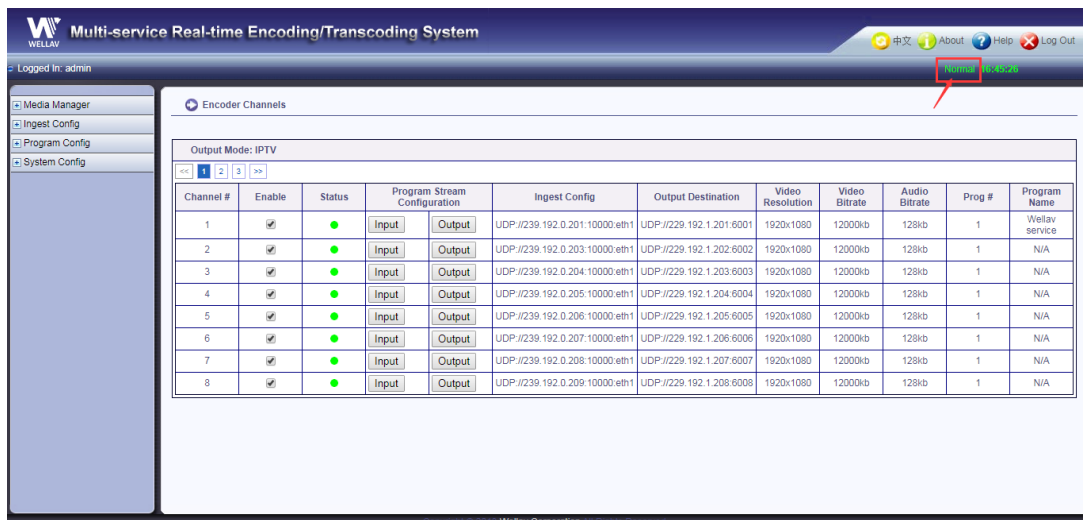 WELLAV
Multi-service Real-time Encoding/Transcoding System
中文 About Help Log Out
Logged In: admin
Normal 16:45:26
Media Manager
Ingest Config
Program Config
System Config
Encoder Channels
Output Mode: IPTV
<< 1 2 3 >>
Channel # Enable Status Program Stream Configuration Ingest Config Output Destination Video Resolution Video Bitrate Audio Bitrate Prog # Program Name
1 Input Output UDP://239.192.0.201:10000:eth1 UDP://229.192.1.201:6001 1920x1080 12000kb 128kb 1 Wellav service
2 Input Output UDP://239.192.0.203:10000:eth1 UDP://229.192.1.202:6002 1920x1080 12000kb 128kb 1 N/A
3 Input Output UDP://239.192.0.204:10000:eth1 UDP://229.192.1.203:6003 1920x1080 12000kb 128kb 1 N/A
4 Input Output UDP://239.192.0.205:10000:eth1 UDP://229.192.1.204:6004 1920x1080 12000kb 128kb 1 N/A
5 Input Output UDP://239.192.0.206:10000:eth1 UDP://229.192.1.205:6005 1920x1080 12000kb 128kb 1 N/A
6 Input Output UDP://239.192.0.207:10000:eth1 UDP://229.192.1.206:6006 1920x1080 12000kb 128kb 1 N/A
7 Input Output UDP://239.192.0.208:10000:eth1 UDP://229.192.1.207:6007 1920x1080 12000kb 128kb 1 N/A
8 Input Output UDP://239.192.0.209:10000:eth1 UDP://229.192.1.208:6008 1920x1080 12000kb 128kb 1 N/A